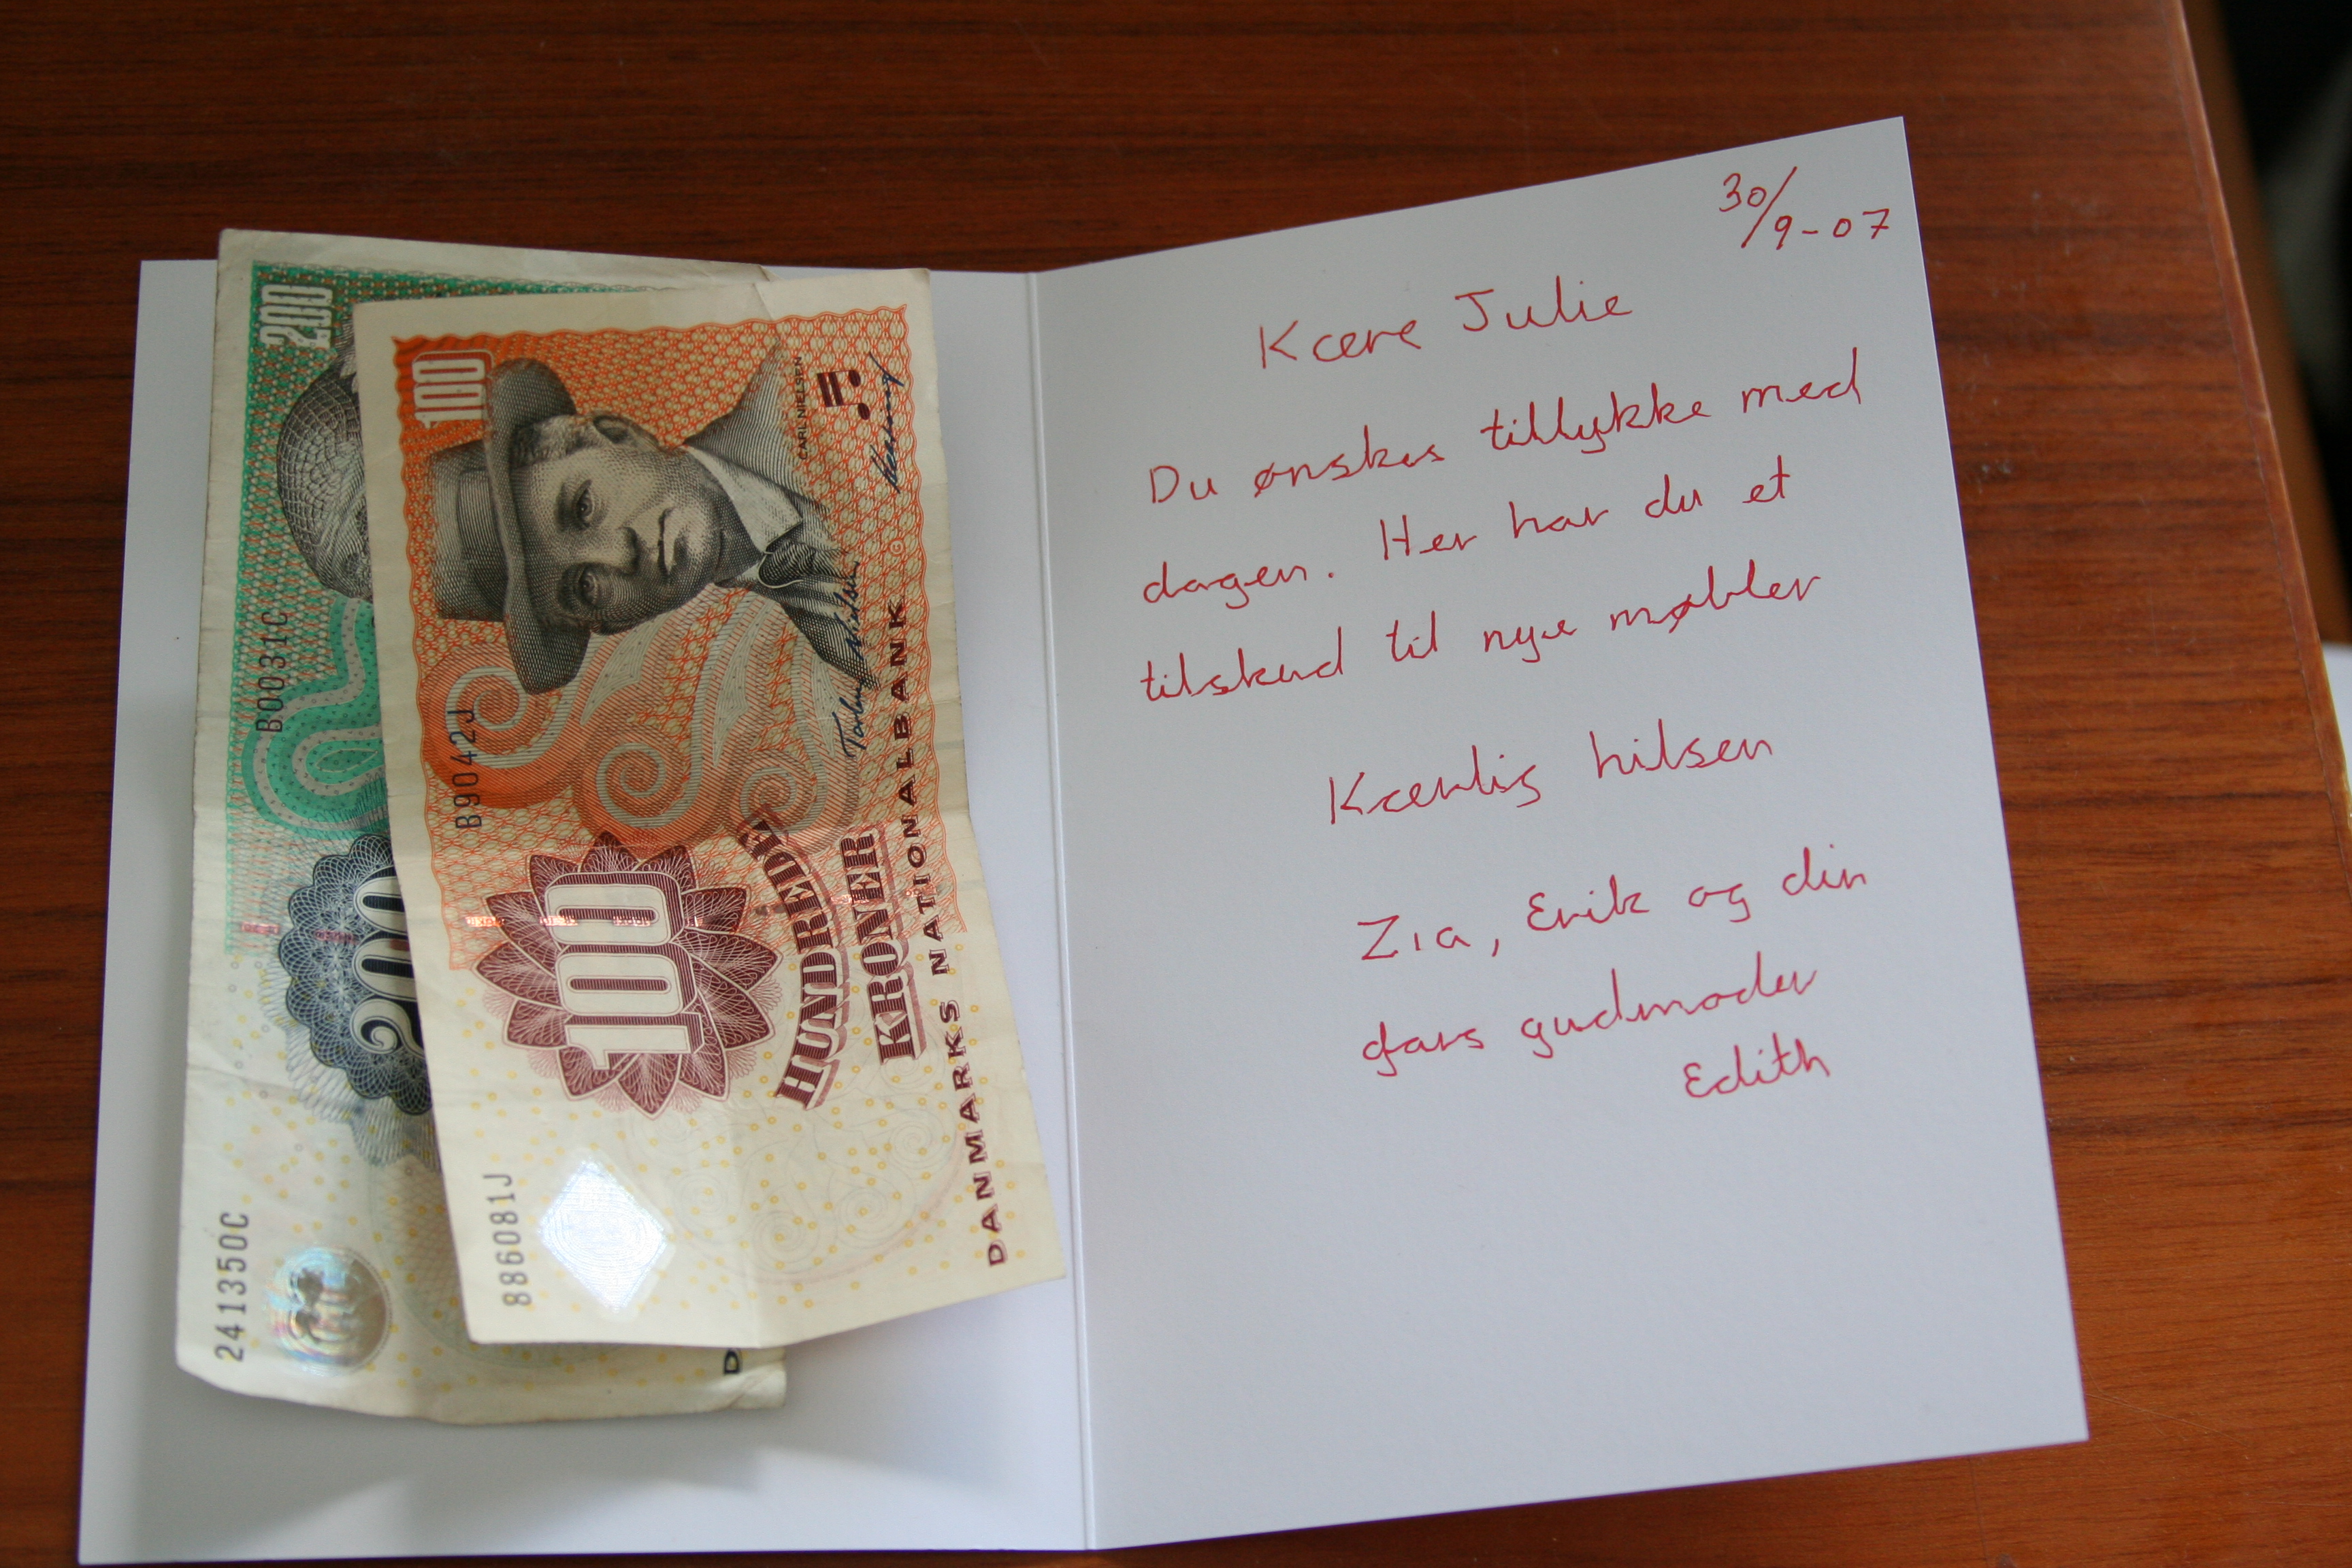 200
B0031C
200
241350C
D
100
CARL NIELSEN
B9042J
100
HUNDREDE
KRONER
DANMARKS NATIONALBANK
886081J
30/9-07
Kære Julie
Du ønskes tillykke med
dagen. Her har du et
tilskud til nye møbler
Kærlig hilsen
Zia, Erik og din
fars gudmoder
Edith